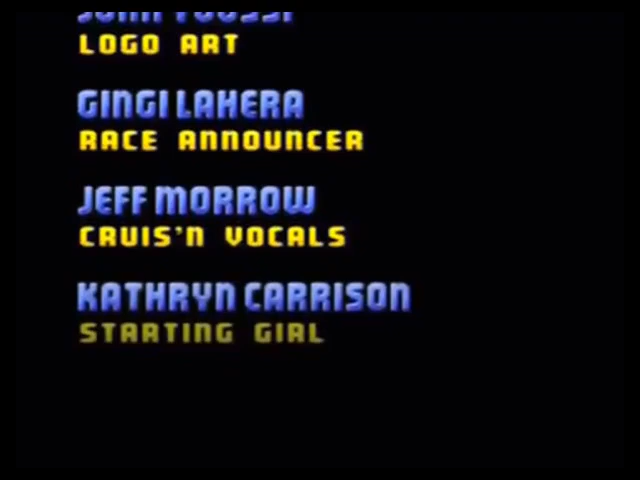 LOGO ART
GINGI LAHERA
RACE ANNOUNCER
JEFF MORROW
CRUIS'N VOCALS
KATHRYN CARRISON
STARTING GIRL